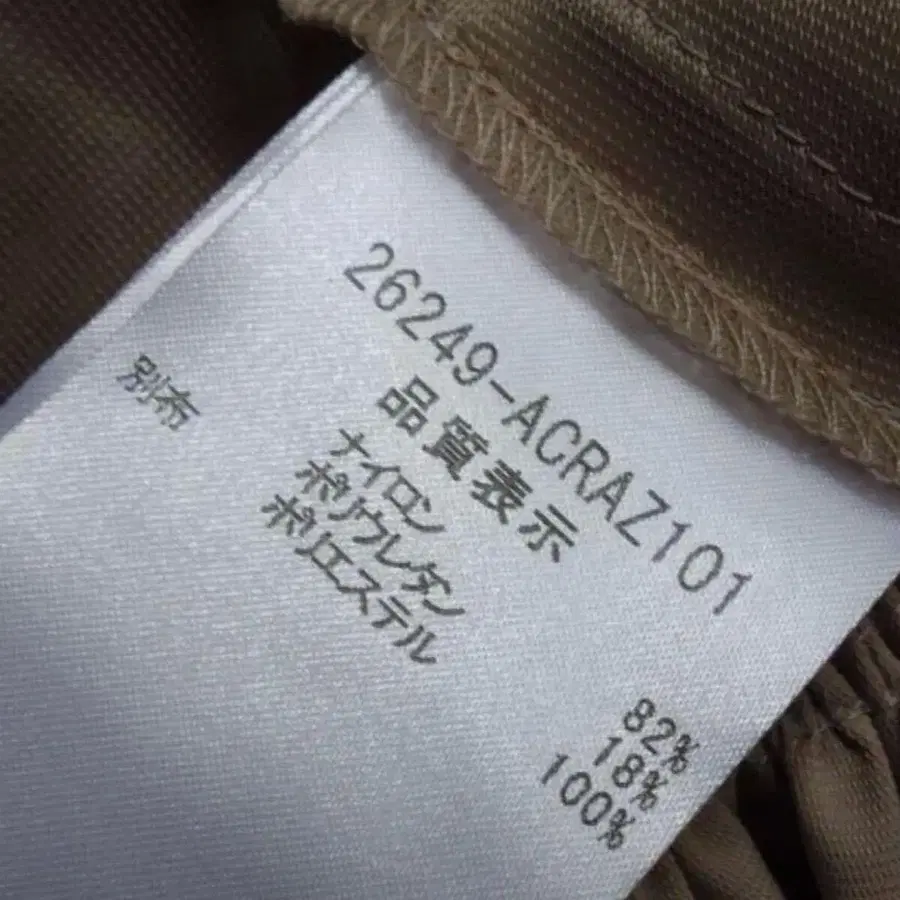 26249-ACRAZ101
品質表示
ナイロン 82%
ポリウレタン 18%
別布 ポリエステル 100%